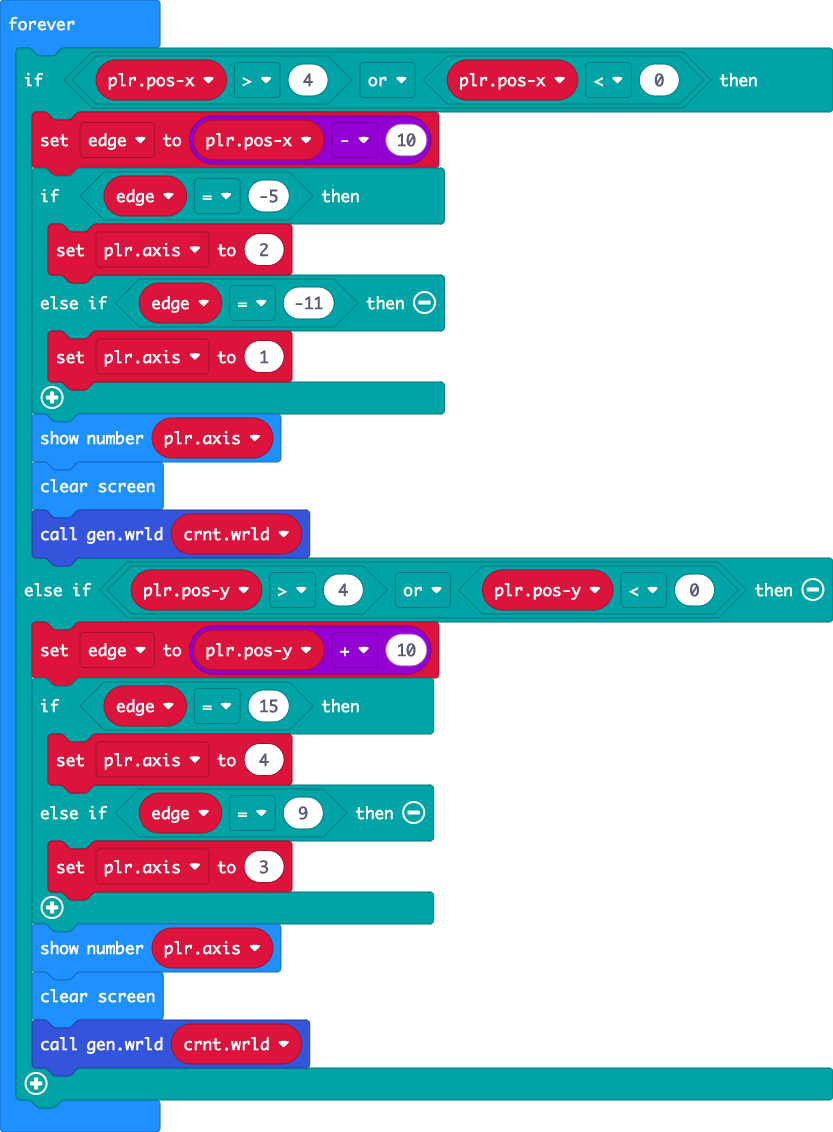 forever
if plr.pos-x > 4 or plr.pos-x < 0 then
set edge to plr.pos-x - 10
if edge = -5 then
set plr.axis to 2
else if edge = -11 then
set plr.axis to 1
show number plr.axis
clear screen
call gen.wrld crnt.wrld
else if plr.pos-y > 4 or plr.pos-y < 0 then
set edge to plr.pos-y + 10
if edge = 15 then
set plr.axis to 4
else if edge = 9 then
set plr.axis to 3
show number plr.axis
clear screen
call gen.wrld crnt.wrld